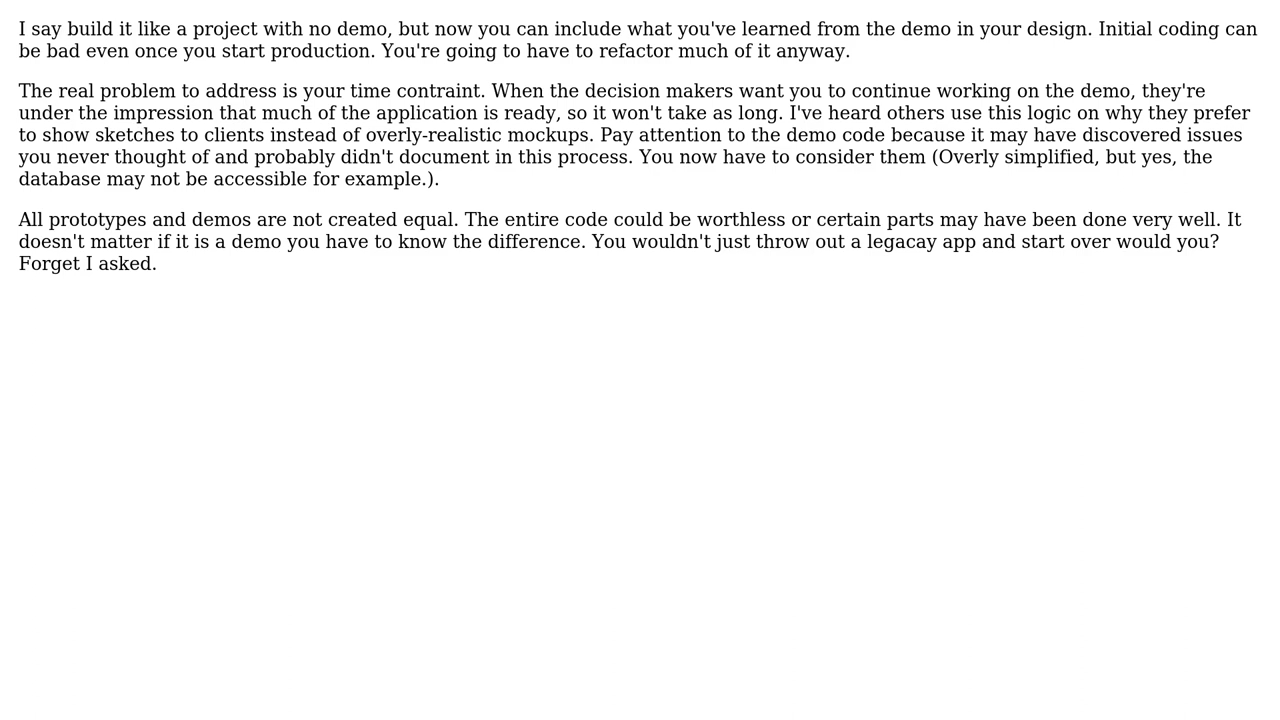 I say build it like a project with no demo, but now you can include what you've learned from the demo in your design. Initial coding can
be bad even once you start production. You're going to have to refactor much of it anyway.
The real problem to address is your time contraint. When the decision makers want you to continue working on the demo, they're
under the impression that much of the application is ready, so it won't take as long. I've heard others use this logic on why they prefer
to show sketches to clients instead of overly-realistic mockups. Pay attention to the demo code because it may have discovered issues
you never thought of and probably didn't document in this process. You now have to consider them (Overly simplified, but yes, the
database may not be accessible for example.).
All prototypes and demos are not created equal. The entire code could be worthless or certain parts may have been done very well. It
doesn't matter if it is a demo you have to know the difference. You wouldn't just throw out a legacay app and start over would you?
Forget I asked.